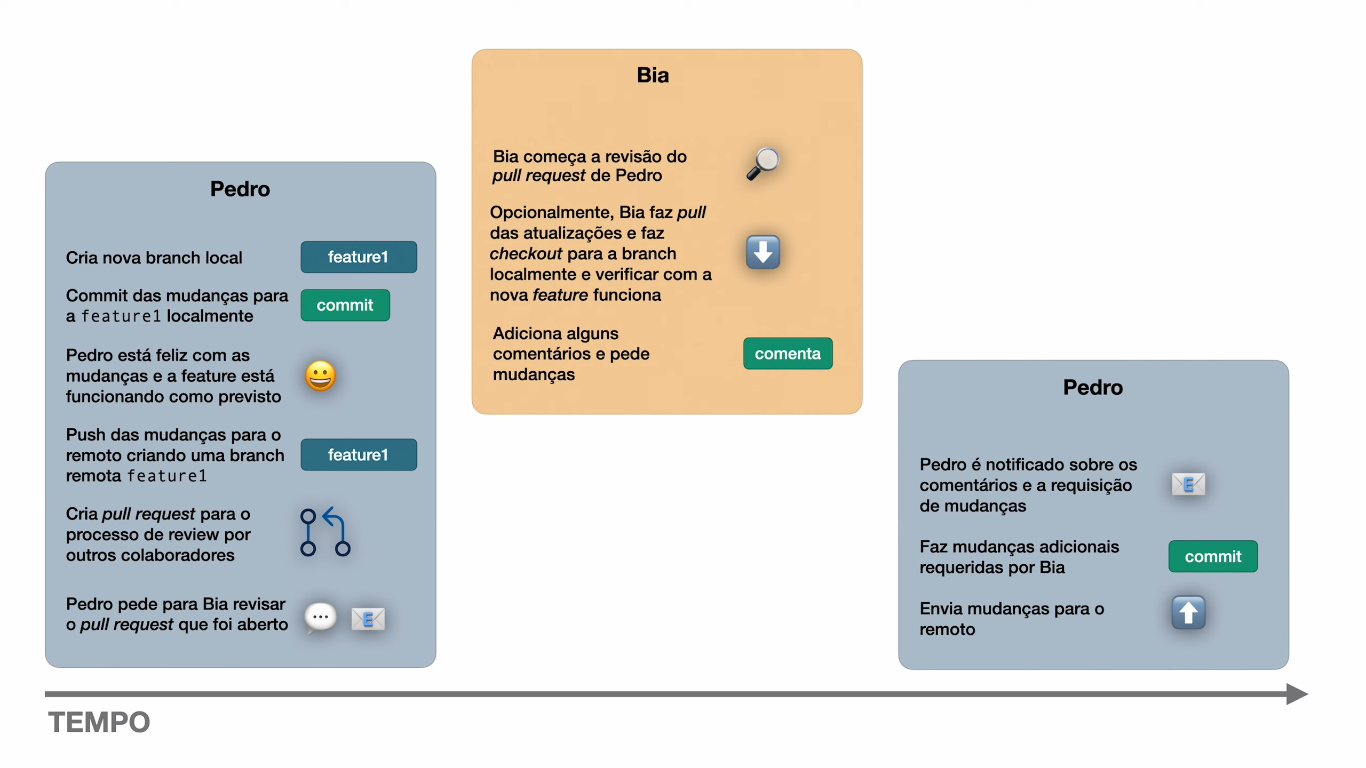 Pedro
Cria nova branch local
feature1
Commit das mudanças para
a feature1 localmente
commit
Pedro está feliz com as
mudanças e a feature está
funcionando como previsto
Push das mudanças para o
remoto criando uma branch
remota feature1
feature1
Cria pull request para o
processo de review por
outros colaboradores
Pedro pede para Bia revisar
o pull request que foi aberto
E
Bia
Bia começa a revisão do
pull request de Pedro
Opcionalmente, Bia faz pull
das atualizações e faz
checkout para a branch
localmente e verificar com a
nova feature funciona
Adiciona alguns
comentários e pede
mudanças
comenta
Pedro
Pedro é notificado sobre os
comentários e a requisição
de mudanças
E
Faz mudanças adicionais
requeridas por Bia
commit
Envia mudanças para o
remoto
TEMPO